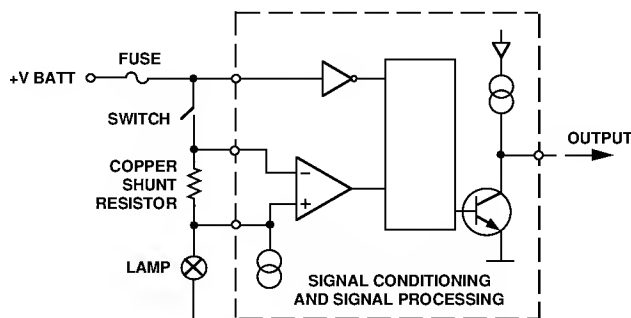 FUSE
+V BATT
SWITCH
OUTPUT
COPPER
SHUNT
RESISTOR
−
+
LAMP
SIGNAL CONDITIONING
AND SIGNAL PROCESSING